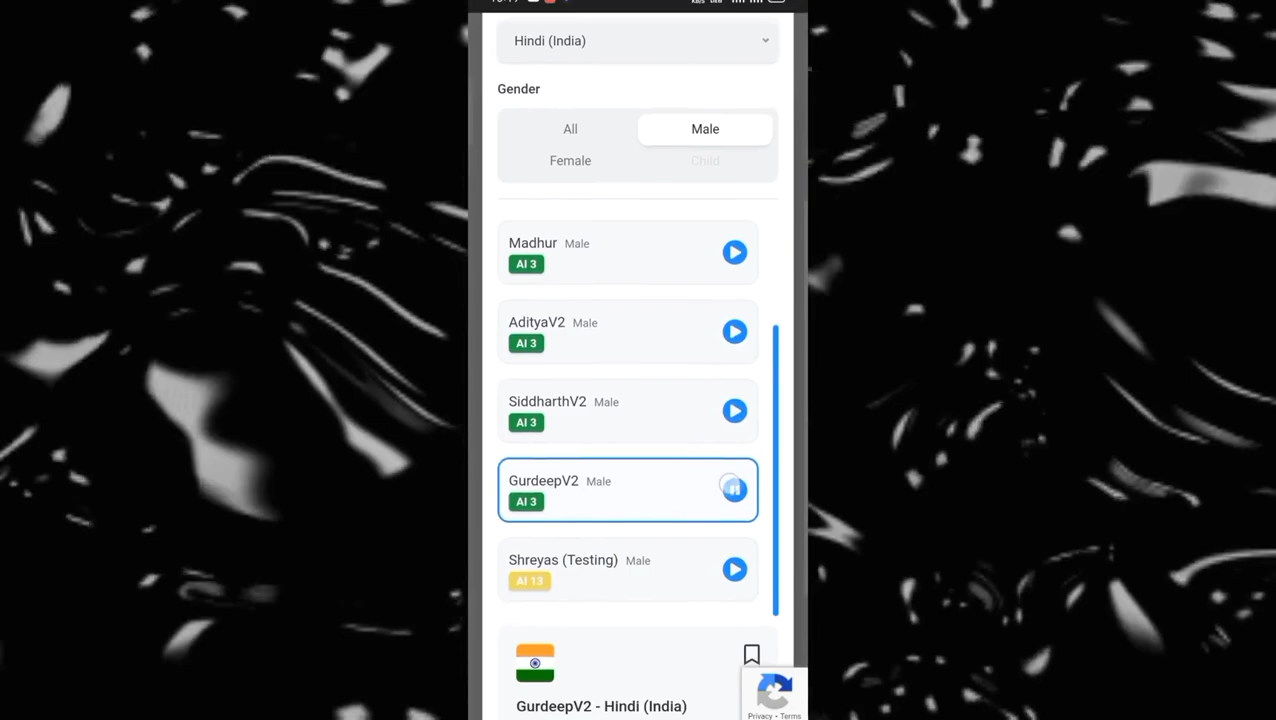 Hindi (India)
Gender
All
Male
Female
Child
Madhur Male
AI 3
AdityaV2 Male
AI 3
SiddharthV2 Male
AI 3
GurdeepV2 Male
AI 3
Shreyas (Testing) Male
AI 13
GurdeepV2 - Hindi (India)
Privacy - Terms